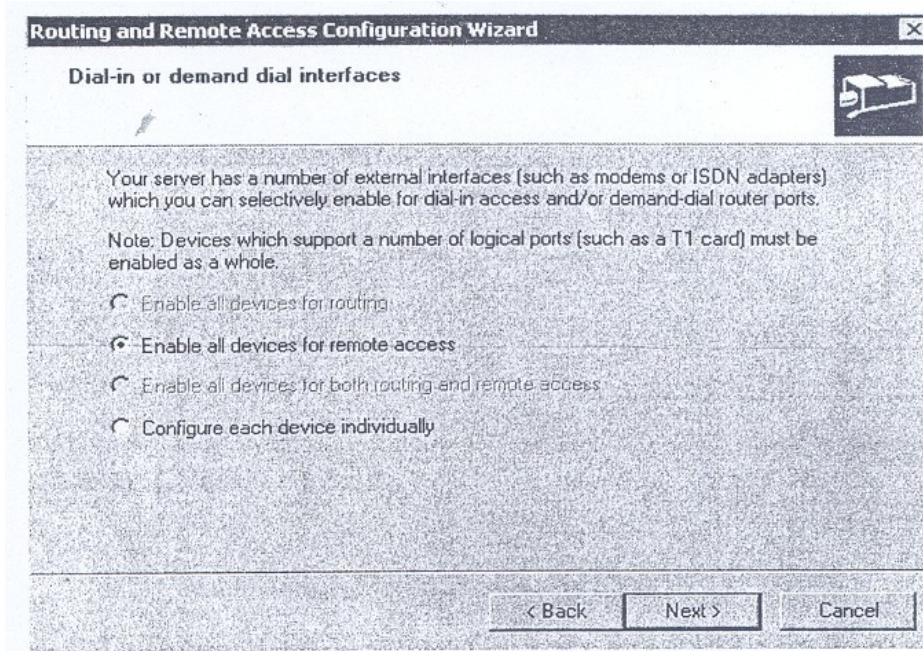 Routing and Remote Access Configuration Wizard
Dial-in or demand dial interfaces
Your server has a number of external interfaces (such as modems or ISDN adapters)
which you can selectively enable for dial-in access and/or demand-dial router ports.
Note: Devices which support a number of logical ports (such as a T1 card) must be
enabled as a whole.
Enable all devices for routing
Enable all devices for remote access
Enable all devices for both routing and remote access
Configure each device individually
< Back
Next >
Cancel